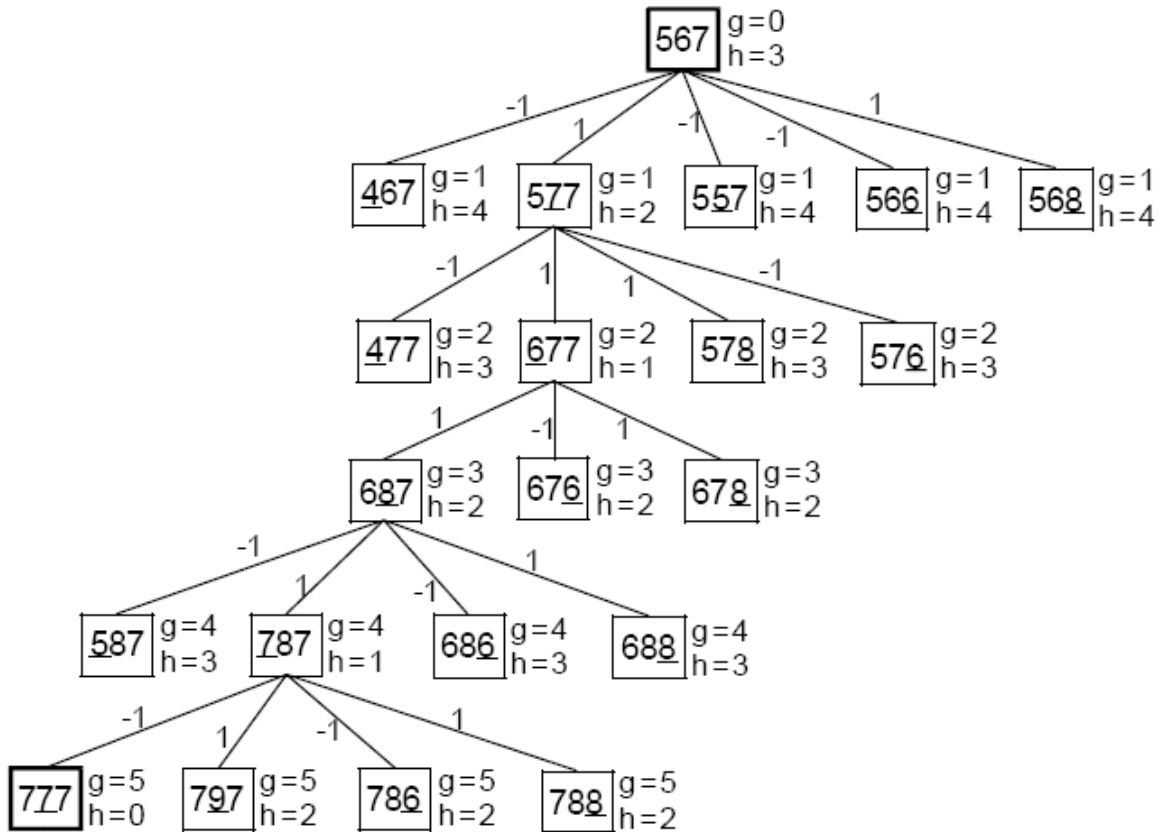 567 g=0
h=3
-1 1 -1 -1 1
467 g=1 577 g=1 557 g=1 566 g=1 568 g=1
h=4 h=2 h=4 h=4 h=4
-1 1 1 -1
477 g=2 677 g=2 578 g=2 576 g=2
h=3 h=1 h=3 h=3
1 -1 1
687 g=3 676 g=3 678 g=3
h=2 h=2 h=2
-1 1 -1 1
587 g=4 787 g=4 686 g=4 688 g=4
h=3 h=1 h=3 h=3
-1 1 -1 1
777 g=5 797 g=5 786 g=5 788 g=5
h=0 h=2 h=2 h=2